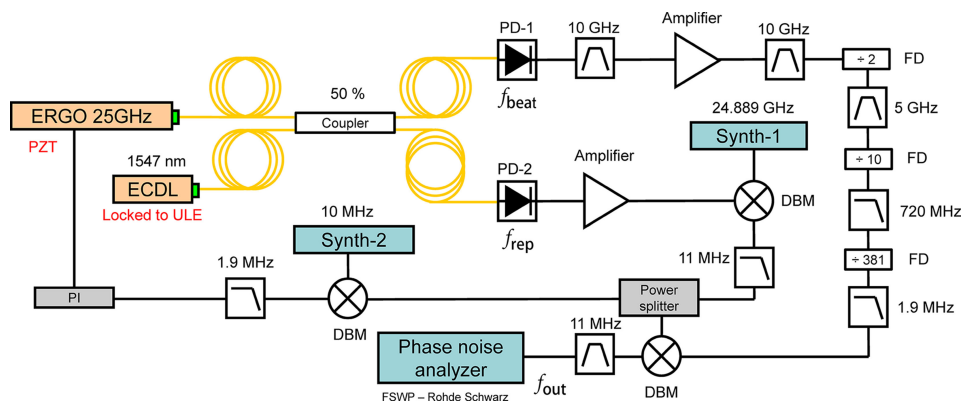 PD-1
10 GHz
Amplifier
10 GHz
÷ 2
FD
f_beat
50 %
Coupler
ERGO 25GHz
PZT
24.889 GHz
Synth-1
5 GHz
1547 nm
ECDL
Locked to ULE
PD-2
Amplifier
÷ 10
FD
DBM
f_rep
10 MHz
Synth-2
720 MHz
1.9 MHz
11 MHz
÷ 381
FD
PI
Power
splitter
1.9 MHz
DBM
11 MHz
Phase noise
analyzer
f_out
DBM
FSWP – Rohde Schwarz